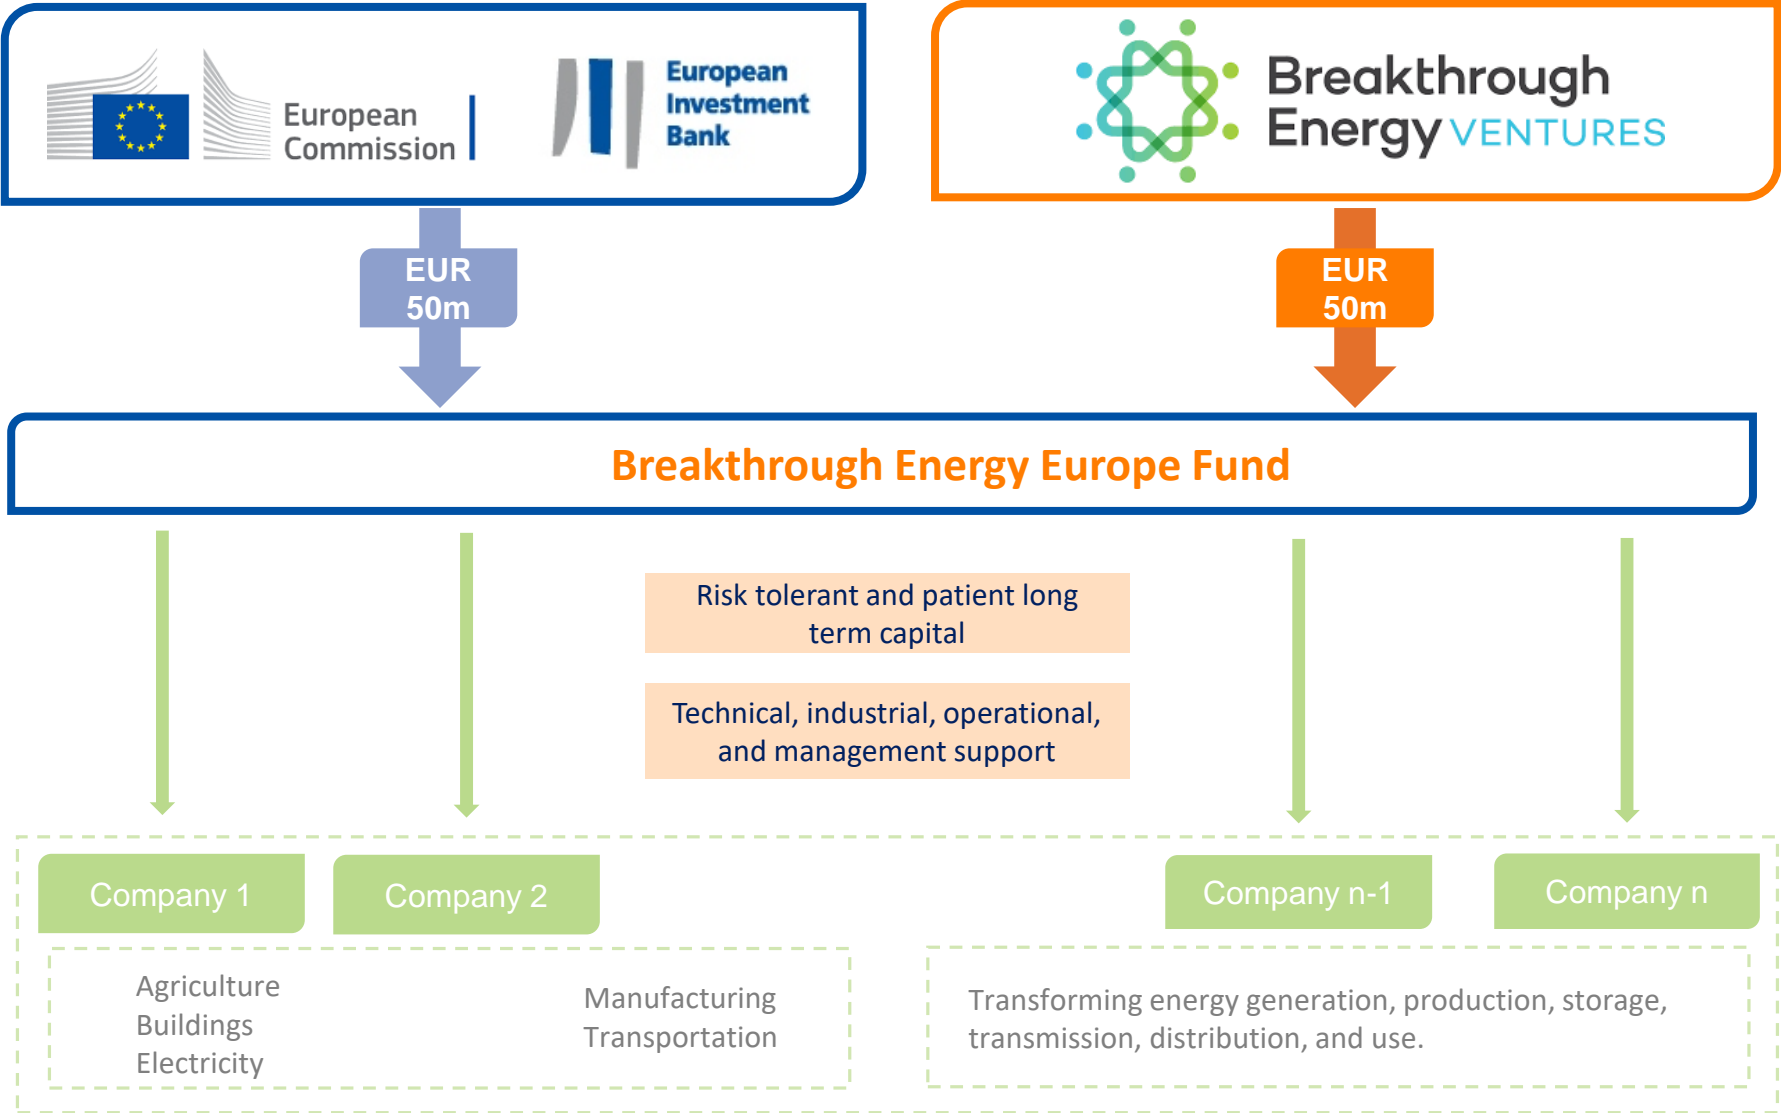 European
Commission
European
Investment
Bank
Breakthrough
Energy VENTURES
EUR
50m
EUR
50m
Breakthrough Energy Europe Fund
Risk tolerant and patient long
term capital
Technical, industrial, operational,
and management support
Company 1
Company 2
Company n-1
Company n
Agriculture
Buildings
Electricity
Manufacturing
Transportation
Transforming energy generation, production, storage,
transmission, distribution, and use.